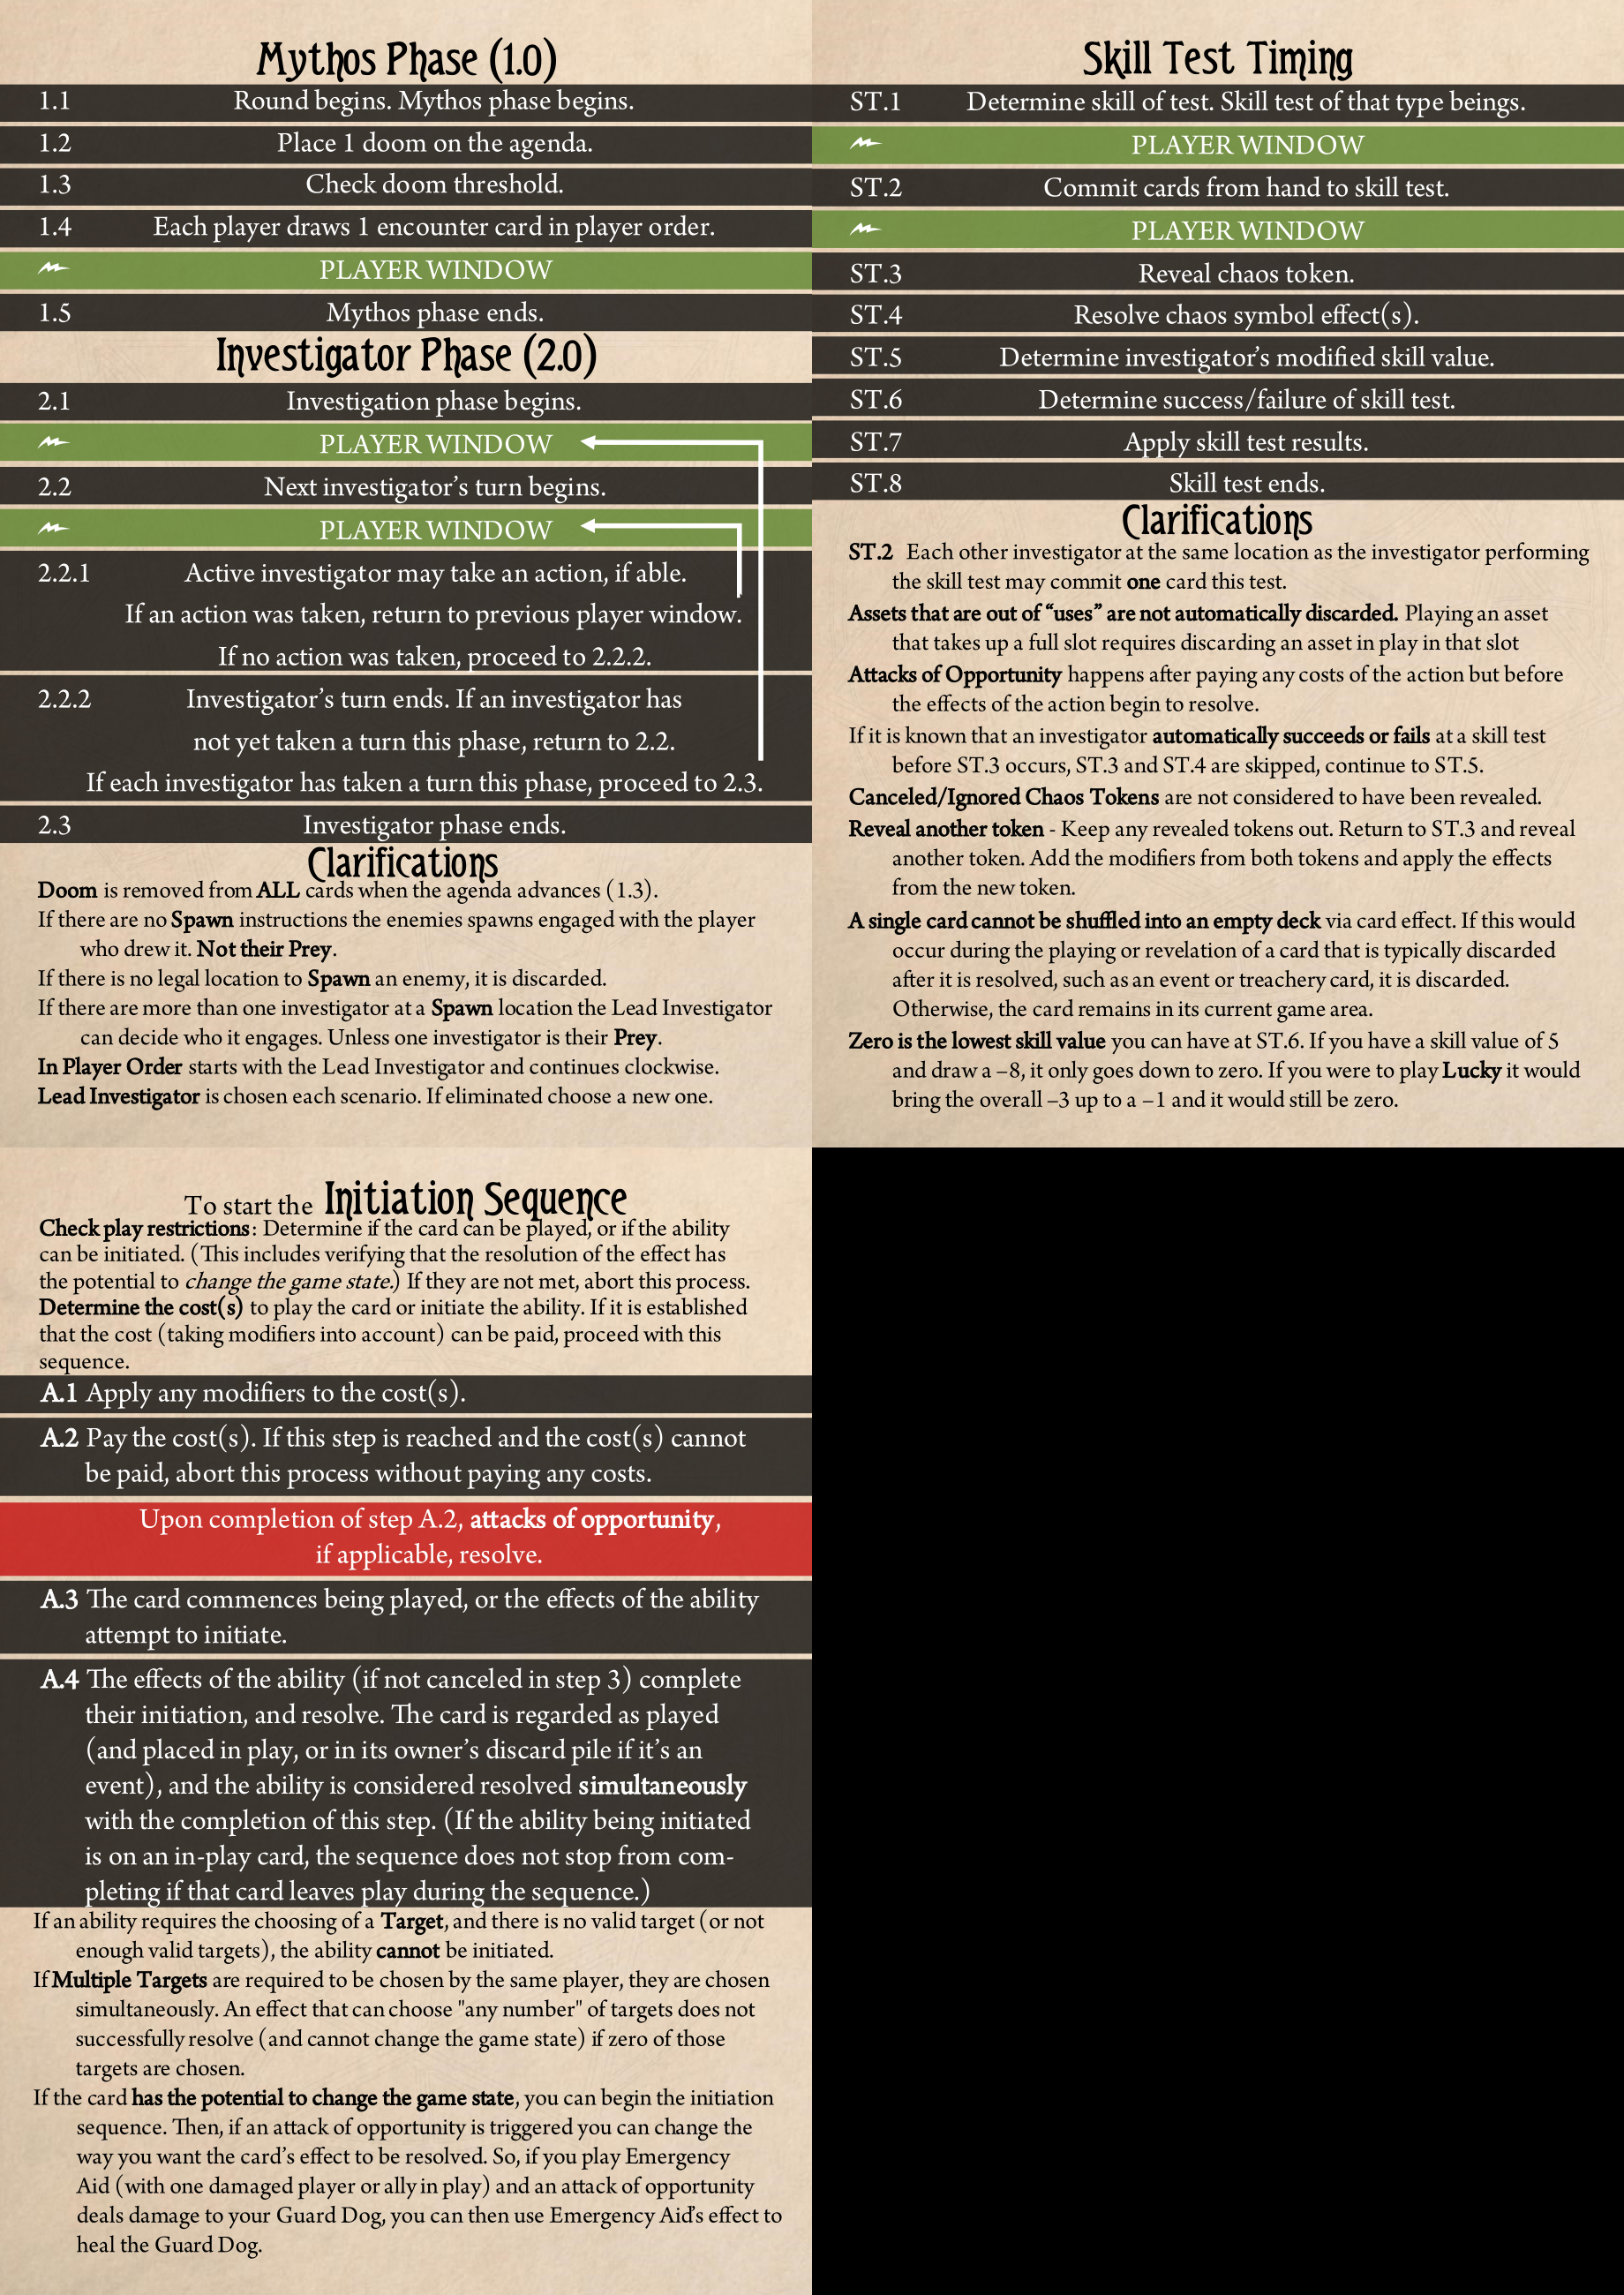 Mythos Phase (1.0)
1.1 Round begins. Mythos phase begins.
1.2 Place 1 doom on the agenda.
1.3 Check doom threshold.
1.4 Each player draws 1 encounter card in player order.
PLAYER WINDOW
1.5 Mythos phase ends.
Investigator Phase (2.0)
2.1 Investigation phase begins.
PLAYER WINDOW
2.2 Next investigator's turn begins.
PLAYER WINDOW
2.2.1 Active investigator may take an action, if able.
If an action was taken, return to previous player window.
If no action was taken, proceed to 2.2.2.
2.2.2 Investigator's turn ends. If an investigator has
not yet taken a turn this phase, return to 2.2.
If each investigator has taken a turn this phase, proceed to 2.3.
2.3 Investigator phase ends.
Clarifications
Doom is removed from ALL cards when the agenda advances (1.3).
If there are no Spawn instructions the enemies spawns engaged with the player
who drew it. Not their Prey.
If there is no legal location to Spawn an enemy, it is discarded.
If there are more than one investigator at a Spawn location the Lead Investigator
can decide who it engages. Unless one investigator is their Prey.
In Player Order starts with the Lead Investigator and continues clockwise.
Lead Investigator is chosen each scenario. If eliminated choose a new one.
Skill Test Timing
ST.1 Determine skill of test. Skill test of that type beings.
PLAYER WINDOW
ST.2 Commit cards from hand to skill test.
PLAYER WINDOW
ST.3 Reveal chaos token.
ST.4 Resolve chaos symbol effect(s).
ST.5 Determine investigator's modified skill value.
ST.6 Determine success/failure of skill test.
ST.7 Apply skill test results.
ST.8 Skill test ends.
Clarifications
ST.2 Each other investigator at the same location as the investigator performing
the skill test may commit one card this test.
Assets that are out of “uses” are not automatically discarded. Playing an asset
that takes up a full slot requires discarding an asset in play in that slot
Attacks of Opportunity happens after paying any costs of the action but before
the effects of the action begin to resolve.
If it is known that an investigator automatically succeeds or fails at a skill test
before ST.3 occurs, ST.3 and ST.4 are skipped, continue to ST.5.
Canceled/Ignored Chaos Tokens are not considered to have been revealed.
Reveal another token - Keep any revealed tokens out. Return to ST.3 and reveal
another token. Add the modifiers from both tokens and apply the effects
from the new token.
A single card cannot be shuffled into an empty deck via card effect. If this would
occur during the playing or revelation of a card that is typically discarded
after it is resolved, such as an event or treachery card, it is discarded.
Otherwise, the card remains in its current game area.
Zero is the lowest skill value you can have at ST.6. If you have a skill value of 5
and draw a –8, it only goes down to zero. If you were to play Lucky it would
bring the overall –3 up to a –1 and it would still be zero.
To start the Initiation Sequence
Check play restrictions: Determine if the card can be played, or if the ability
can be initiated. (This includes verifying that the resolution of the effect has
the potential to change the game state.) If they are not met, abort this process.
Determine the cost(s) to play the card or initiate the ability. If it is established
that the cost (taking modifiers into account) can be paid, proceed with this
sequence.
A.1 Apply any modifiers to the cost(s).
A.2 Pay the cost(s). If this step is reached and the cost(s) cannot
be paid, abort this process without paying any costs.
Upon completion of step A.2, attacks of opportunity,
if applicable, resolve.
A.3 The card commences being played, or the effects of the ability
attempt to initiate.
A.4 The effects of the ability (if not canceled in step 3) complete
their initiation, and resolve. The card is regarded as played
(and placed in play, or in its owner's discard pile if it's an
event), and the ability is considered resolved simultaneously
with the completion of this step. (If the ability being initiated
is on an in-play card, the sequence does not stop from com-
pleting if that card leaves play during the sequence.)
If an ability requires the choosing of a Target, and there is no valid target (or not
enough valid targets), the ability cannot be initiated.
If Multiple Targets are required to be chosen by the same player, they are chosen
simultaneously. An effect that can choose "any number" of targets does not
successfully resolve (and cannot change the game state) if zero of those
targets are chosen.
If the card has the potential to change the game state, you can begin the initiation
sequence. Then, if an attack of opportunity is triggered you can change the
way you want the card's effect to be resolved. So, if you play Emergency
Aid (with one damaged player or ally in play) and an attack of opportunity
deals damage to your Guard Dog, you can then use Emergency Aid's effect to
heal the Guard Dog.